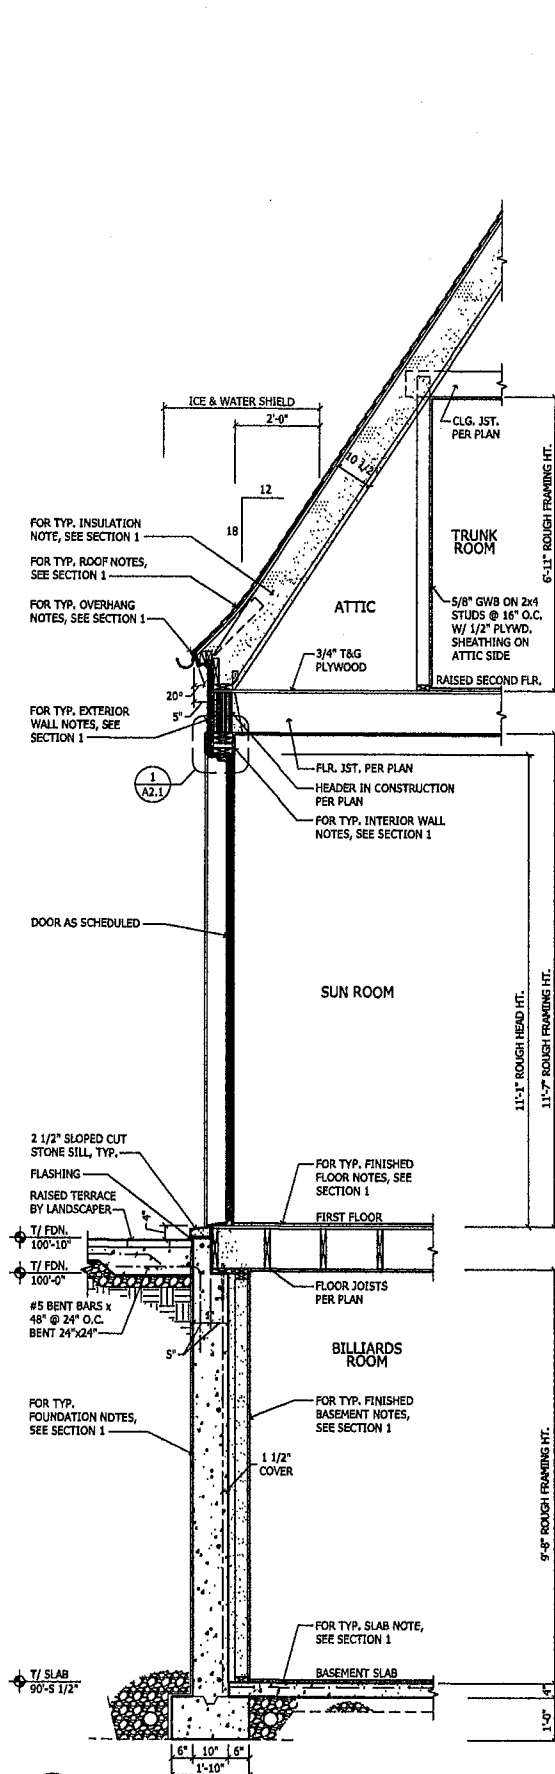 ICE & WATER SHIELD
2'-0"
CLG. JST.
PER PLAN
10 1/2"
12
18
FOR TYP. INSULATION
NOTE, SEE SECTION 1
FOR TYP. ROOF NOTES,
SEE SECTION 1
FOR TYP. OVERHANG
NOTES, SEE SECTION 1
TRUNK
ROOM
6'-11" ROUGH FRAMING HT.
ATTIC
5/8" GWB ON 2x4
STUDS @ 16" O.C.
W/ 1/2" PLYWD.
SHEATHING ON
ATTIC SIDE
3/4" T&G
PLYWOOD
RAISED SECOND FLR.
20°
5"
FOR TYP. EXTERIOR
WALL NOTES, SEE
SECTION 1
1
A2.1
FLR. JST. PER PLAN
HEADER IN CONSTRUCTION
PER PLAN
FOR TYP. INTERIOR WALL
NOTES, SEE SECTION 1
DOOR AS SCHEDULED
SUN ROOM
11'-1" ROUGH HEAD HT.
11'-7" ROUGH FRAMING HT.
2 1/2" SLOPED CUT
STONE SILL, TYP.
FLASHING
RAISED TERRACE
BY LANDSCAPER
4"
FOR TYP. FINISHED
FLOOR NOTES, SEE
SECTION 1
FIRST FLOOR
T/ FDN.
100'-10"
T/ FDN.
100'-0"
FLOOR JOISTS
PER PLAN
#5 BENT BARS x
48" @ 24" O.C.
BENT 24"x24"
5"
BILLIARDS
ROOM
FOR TYP.
FOUNDATION NOTES,
SEE SECTION 1
FOR TYP. FINISHED
BASEMENT NOTES,
SEE SECTION 1
1 1/2"
COVER
9'-8" ROUGH FRAMING HT.
FOR TYP. SLAB NOTE,
SEE SECTION 1
BASEMENT SLAB
T/ SLAB
90'-5 1/2"
4"
1'-0"
6" 10" 6"
1'-10"